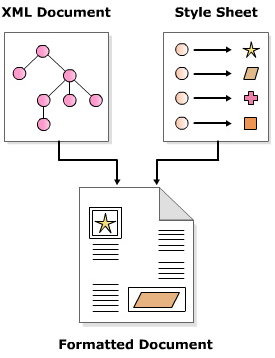 XML Document
Style Sheet
Formatted Document